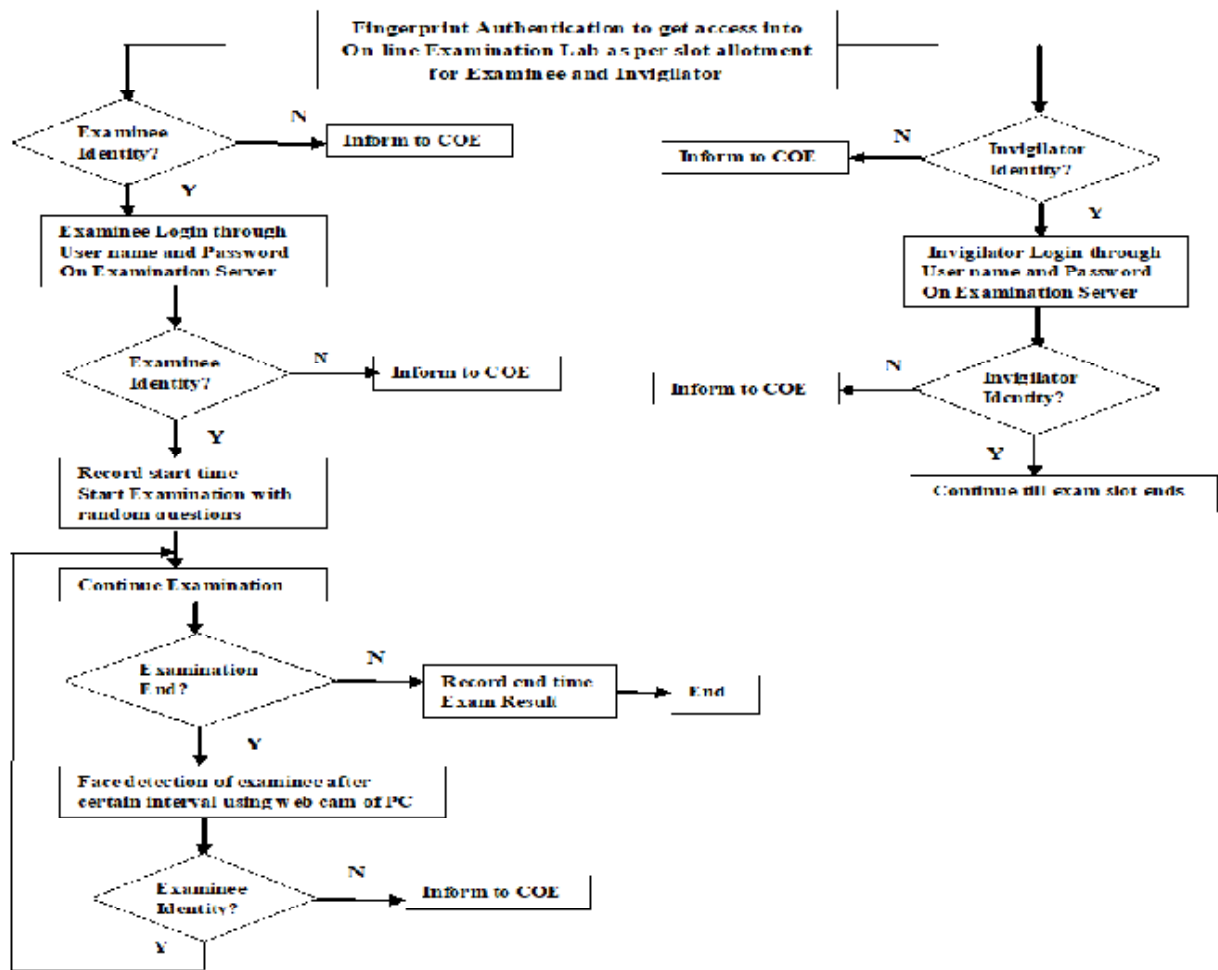 Fingerprint Authentication to get access into
On-line Examination Lab as per slot allotment
for Examinee and Invigilator
Examinee
Identity?
N
Inform to COE
Y
Examinee Login through
User name and Password
On Examination Server
Examinee
Identity?
N
Inform to COE
Y
Record start time
Start Examination with
random questions
Continue Examination
Examination
End?
N
Record end time
Exam Result
End
Y
Face detection of examinee after
certain interval using web cam of PC
Examinee
Identity?
N
Inform to COE
Y
Invigilator
Identity?
N
Inform to COE
Y
Invigilator Login through
User name and Password
On Examination Server
Invigilator
Identity?
N
Inform to COE
Y
Continue till exam slot ends